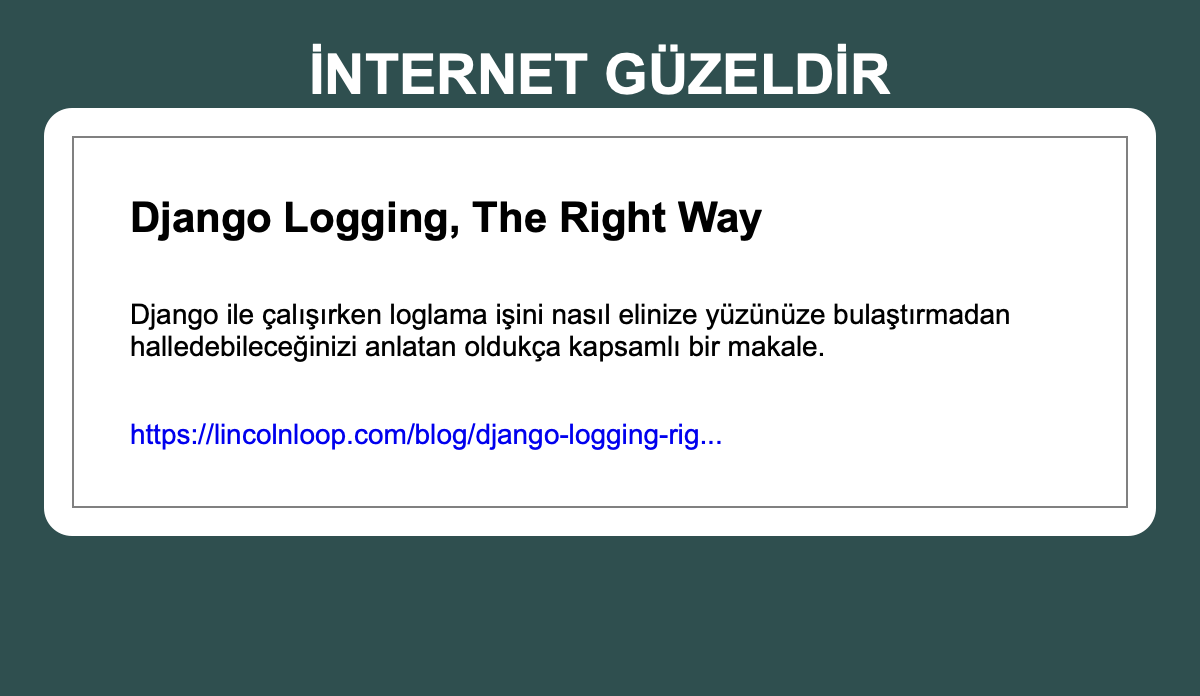 İNTERNET GÜZELDİR
Django Logging, The Right Way
Django ile çalışırken loglama işini nasıl elinize yüzünüze bulaştırmadan
halledebileceğinizi anlatan oldukça kapsamlı bir makale.
https://lincolnloop.com/blog/django-logging-rig...